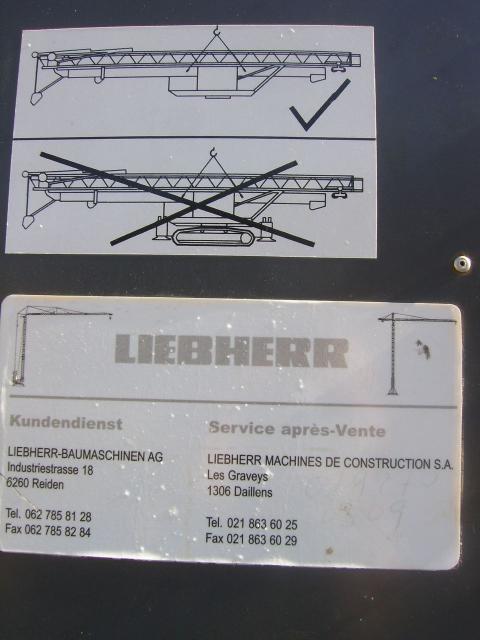 LIEBHERR
Kundendienst
LIEBHERR-BAUMASCHINEN AG
Industriestrasse 18
6260 Reiden
Tel. 062 785 81 28
Fax 062 785 82 84
Service après-Vente
LIEBHERR MACHINES DE CONSTRUCTION S.A.
Les Graveys
1306 Daillens
Tel. 021 863 60 25
Fax 021 863 60 29